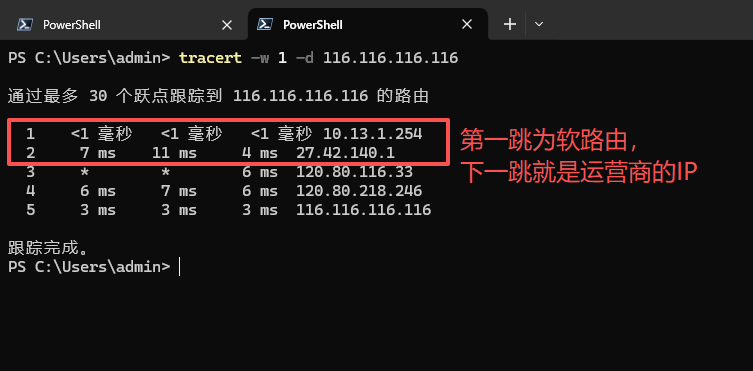 PowerShell
PowerShell
PS C:\Users\admin> tracert -w 1 -d 116.116.116.116
通过最多 30 个跃点跟踪到 116.116.116.116 的路由
1 <1 毫秒 <1 毫秒 <1 毫秒 10.13.1.254
2 7 ms 11 ms 4 ms 27.42.140.1
3 * * 6 ms 120.80.116.33
4 6 ms 7 ms 6 ms 120.80.218.246
5 3 ms 3 ms 3 ms 116.116.116.116
第一跳为软路由，
下一跳就是运营商的IP
跟踪完成。
PS C:\Users\admin>